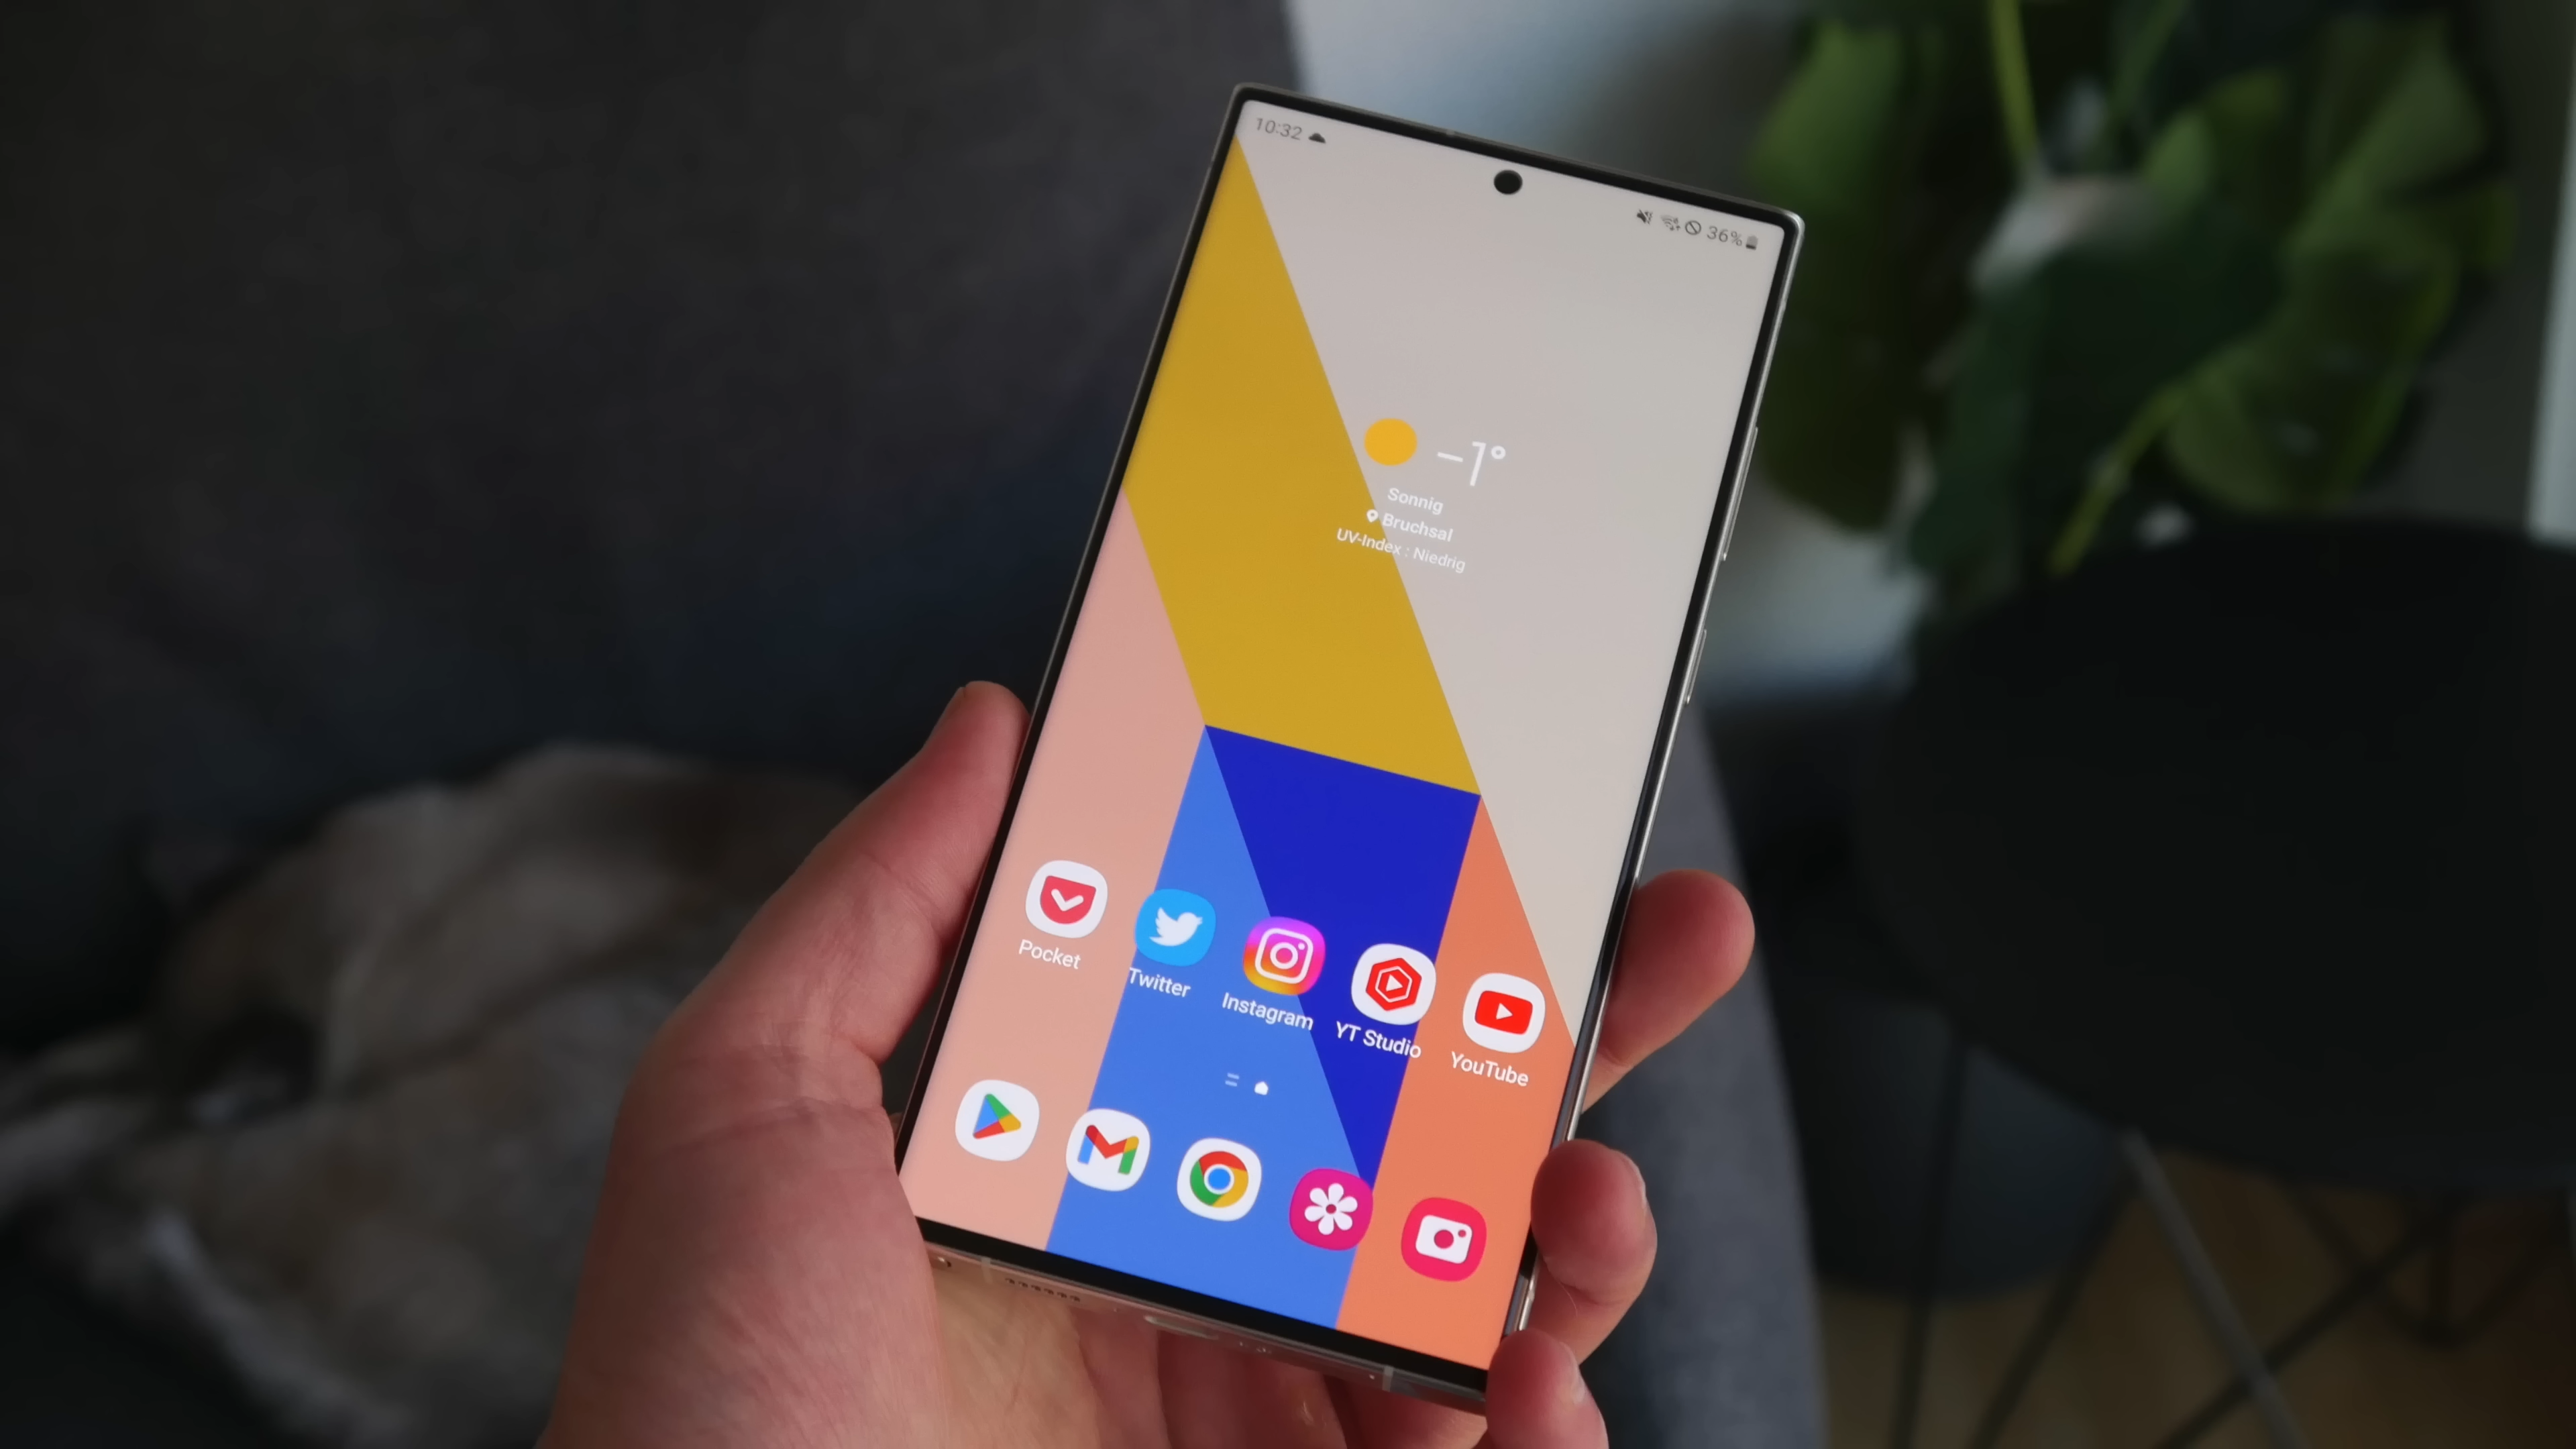 10:32
36%
-1°
Sonnig
Bruchsal
UV-Index : Niedrig
Pocket
Twitter
Instagram
YT Studio
YouTube